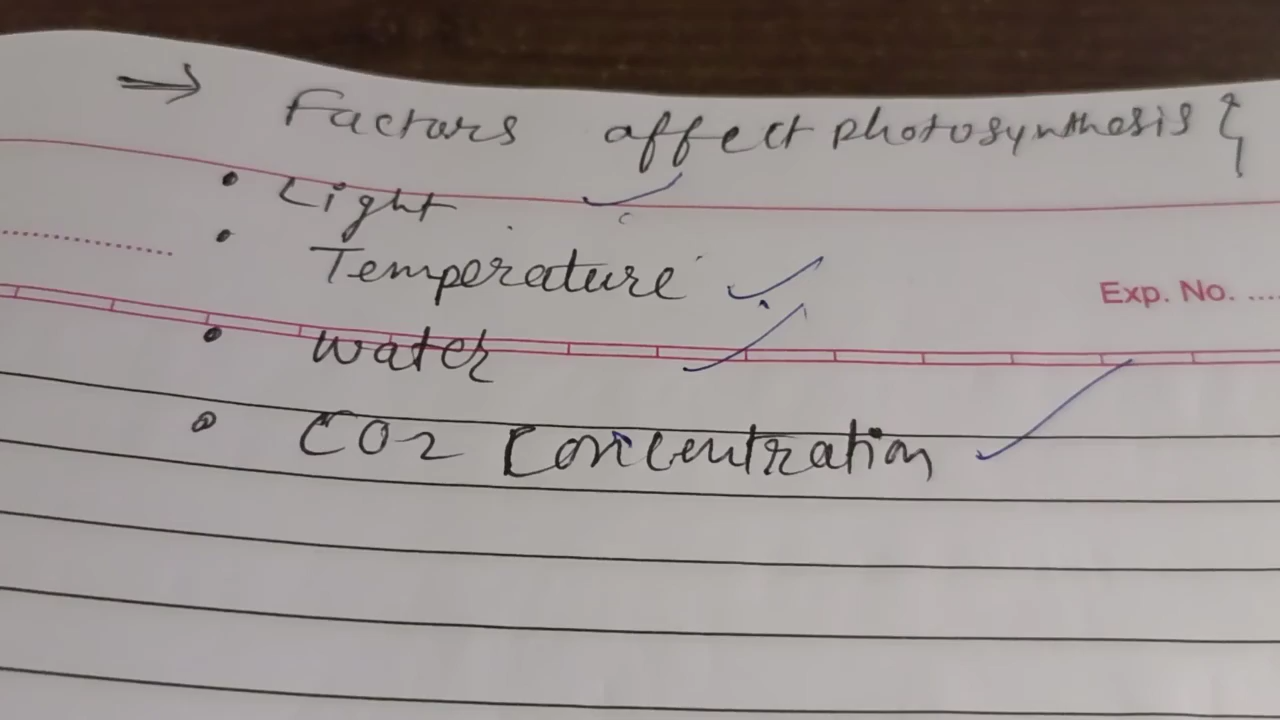 ⇒ Factors affect photosynthesis {
• Light
• Temperature
Exp. No. ....
• water
• CO2 Concentration